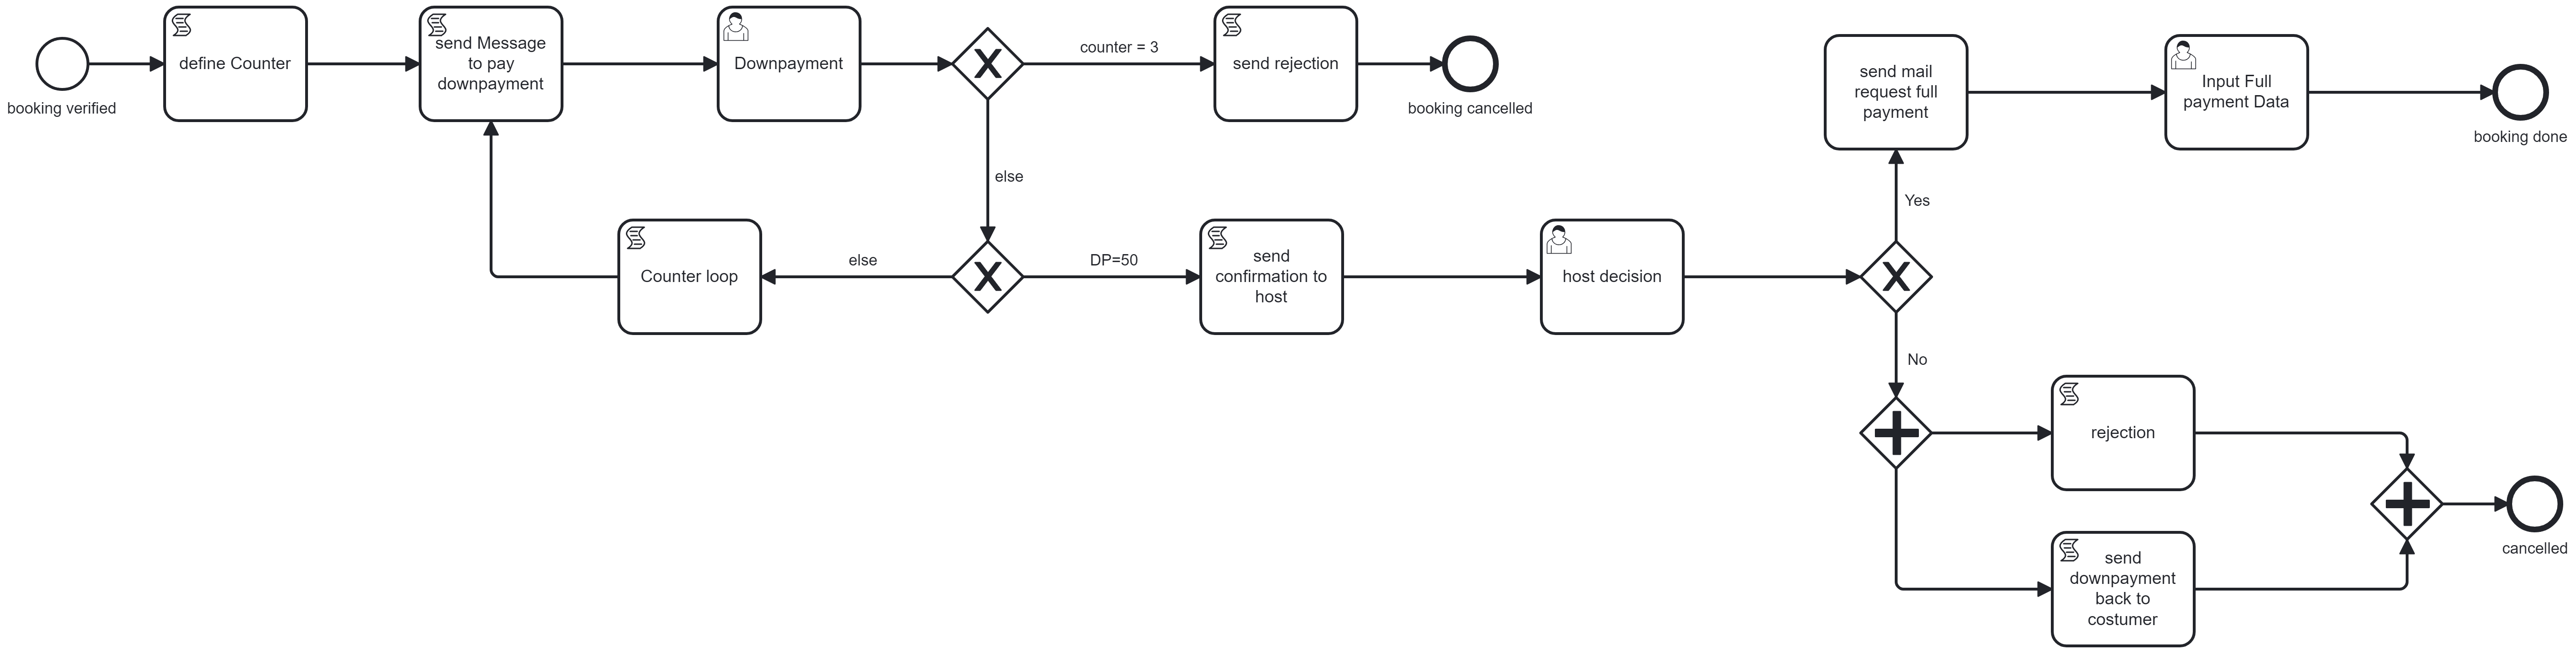 booking verified
define Counter
send Message
to pay
downpayment
Downpayment
counter = 3
send rejection
booking cancelled
else
else
Counter loop
DP=50
send
confirmation to
host
host decision
Yes
send mail
request full
payment
Input Full
payment Data
booking done
No
rejection
send
downpayment
back to
costumer
cancelled